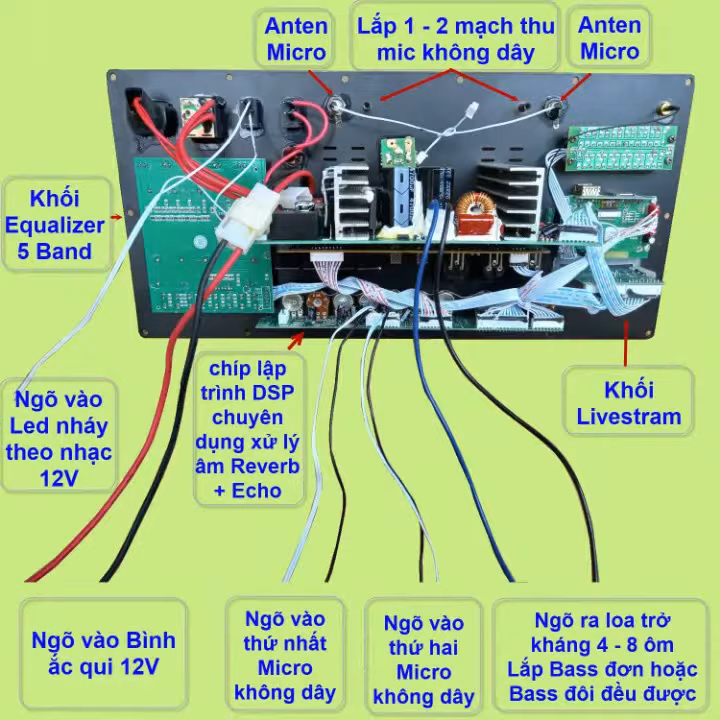 Anten
Micro
Lắp 1 - 2 mạch thu
mic không dây
Anten
Micro
Khối
Equalizer
5 Band
Ngõ vào
Led nháy
theo nhạc
12V
chíp lập
trình DSP
chuyên
dụng xử lý
âm Reverb
+ Echo
Khối
Livestram
Ngõ vào Bình
ắc qui 12V
Ngõ vào
thứ nhất
Micro
không dây
Ngõ vào
thứ hai
Micro
không dây
Ngõ ra loa trở
kháng 4 - 8 ôm
Lắp Bass đơn hoặc
Bass đôi đều được